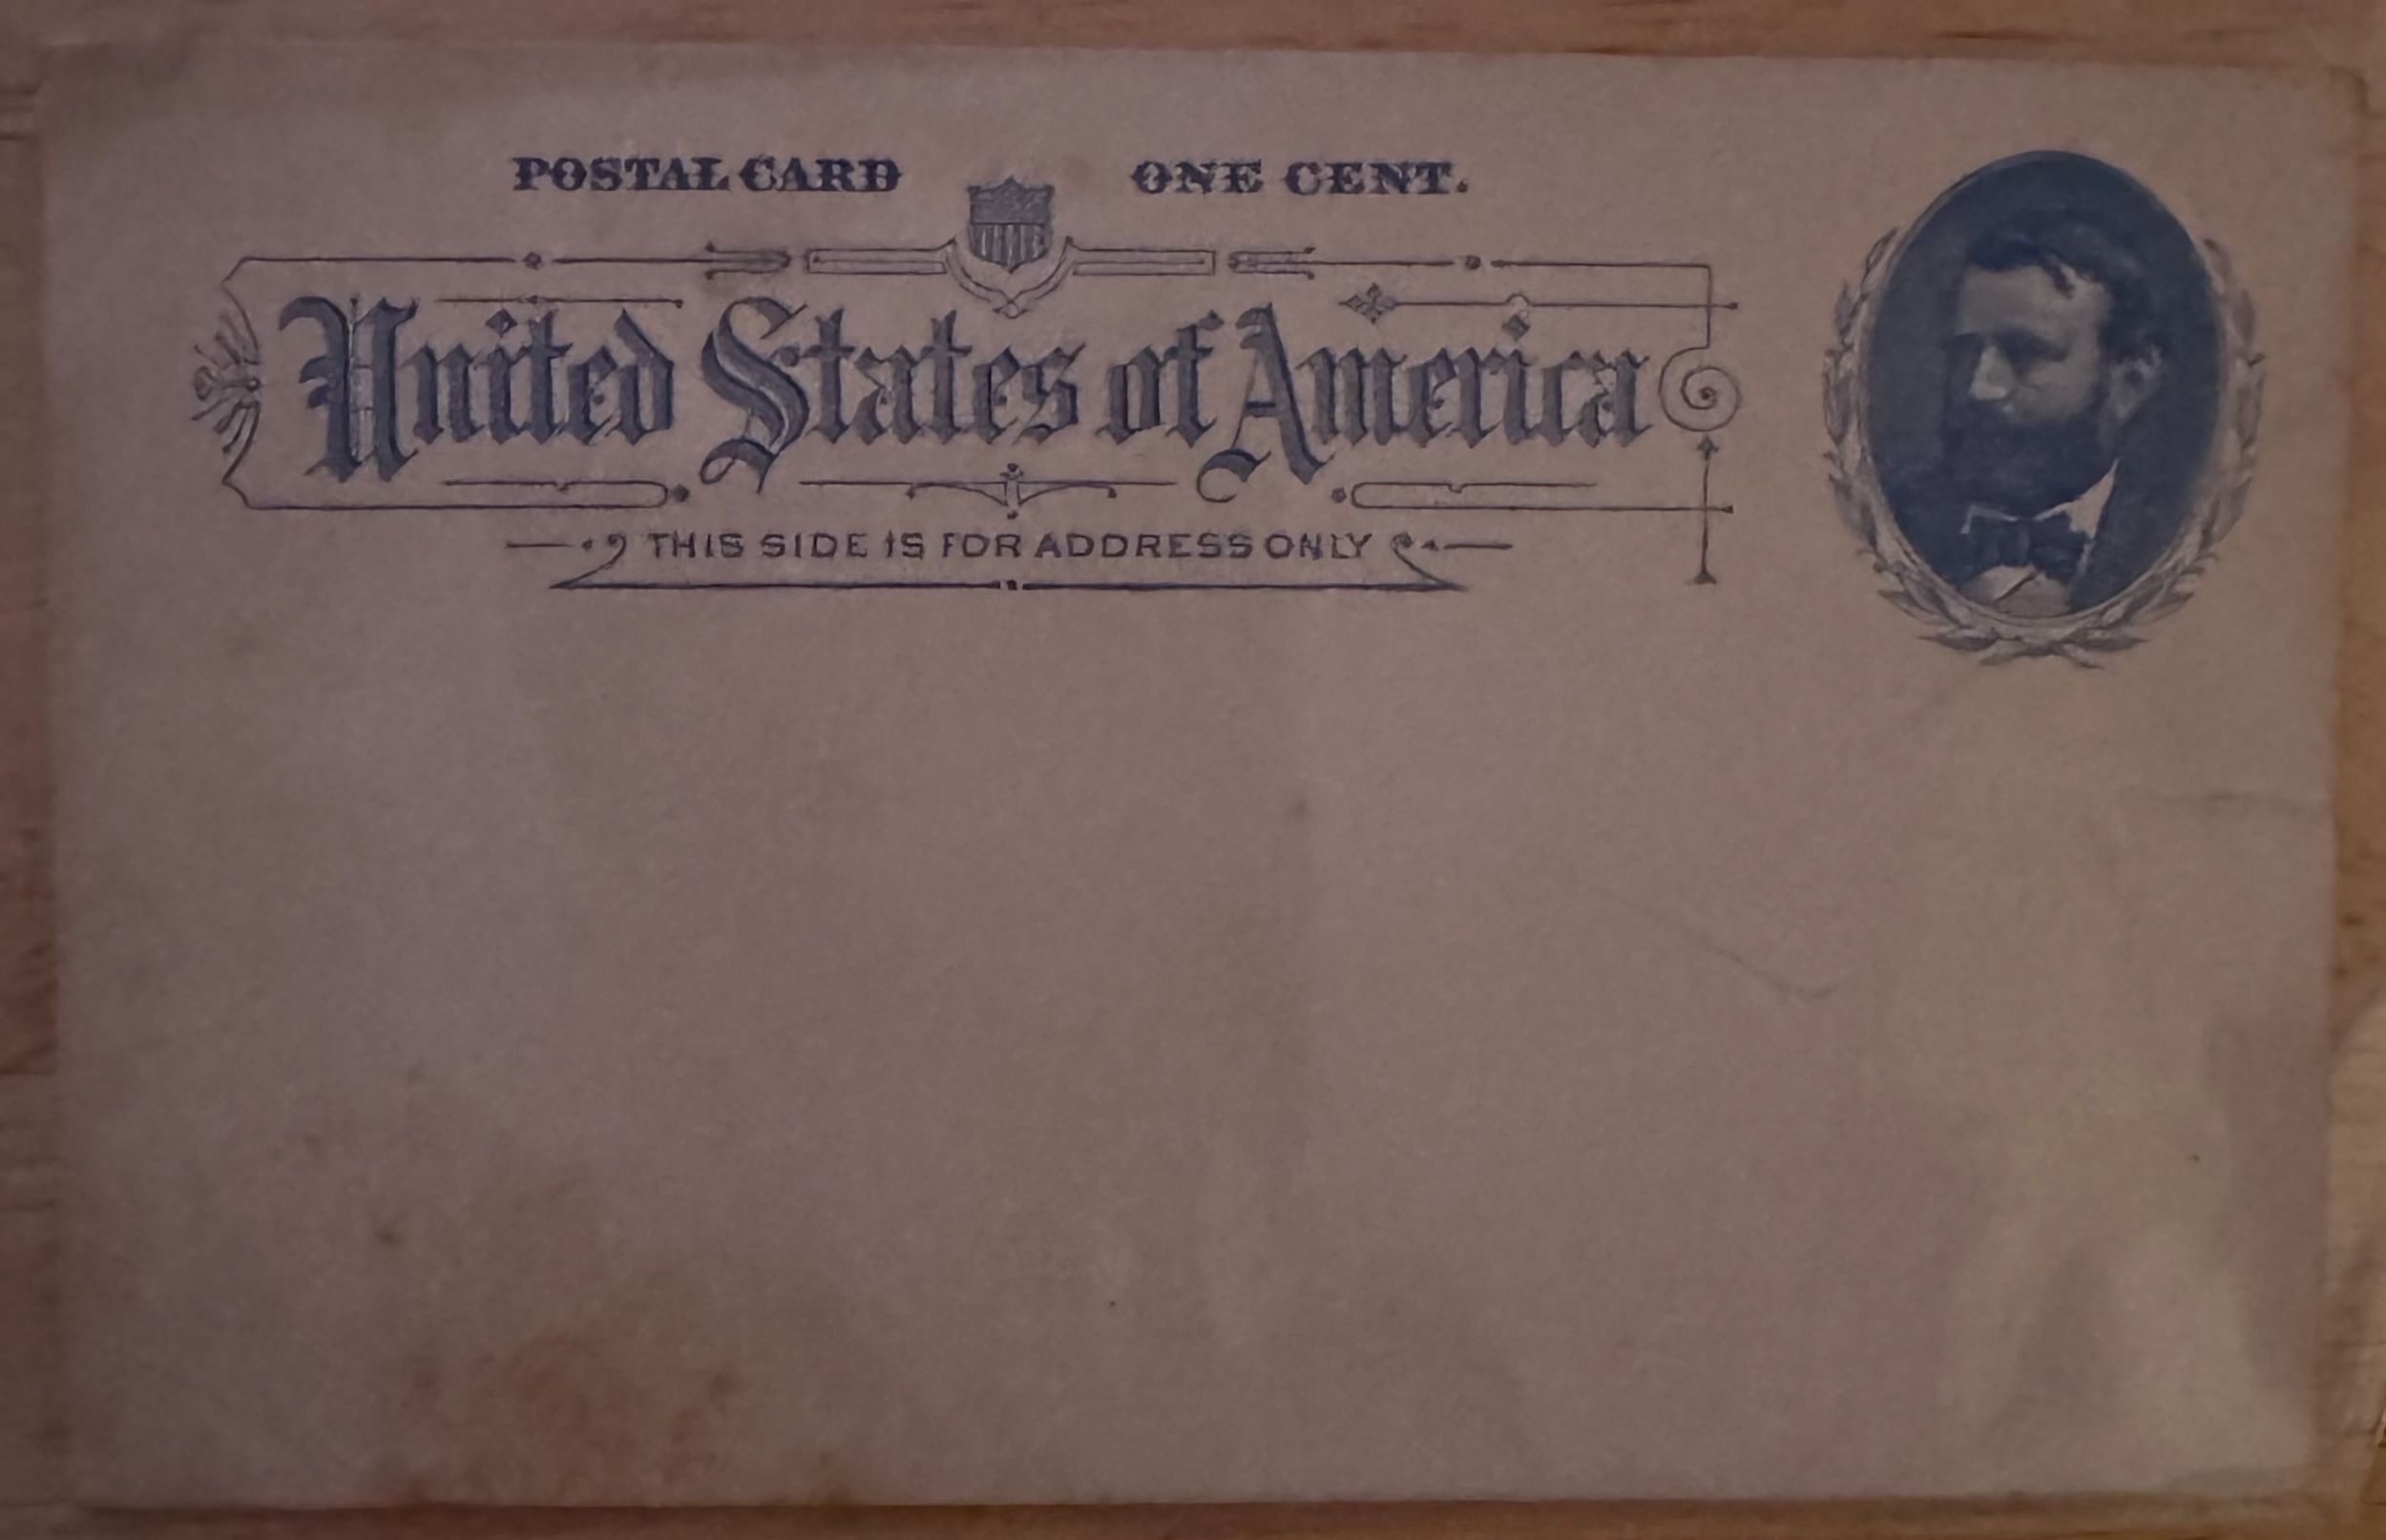 POSTAL CARD ONE CENT.
United States of America
THIS SIDE IS FOR ADDRESS ONLY